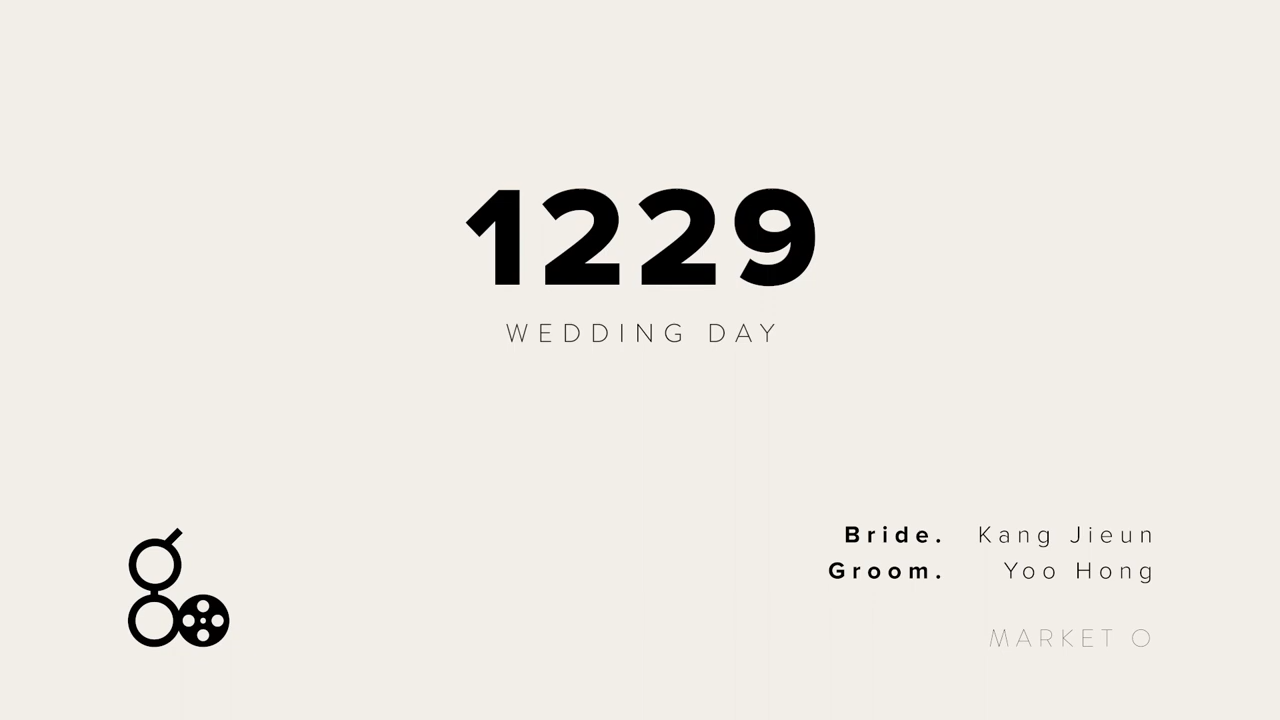 1229
WEDDING DAY
Bride. Kang Jieun
Groom. Yoo Hong
MARKET O